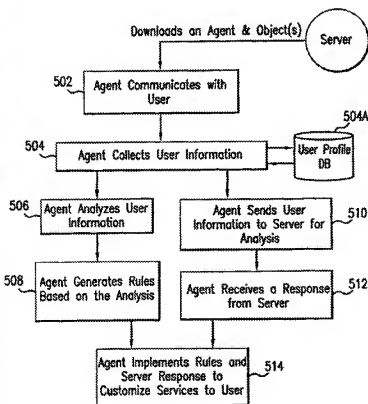 Downloads an Agent & Object(s)
Server
502
Agent Communicates with
User
504A
504
Agent Collects User Information
User Profile
DB
506
Agent Analyzes User
Information
Agent Sends User
Information to Server for
Analysis
510
508
Agent Generates Rules
Based on the Analysis
Agent Receives a Response
from Server
512
Agent Implements Rules and
Server Response to
Customize Services to User
514